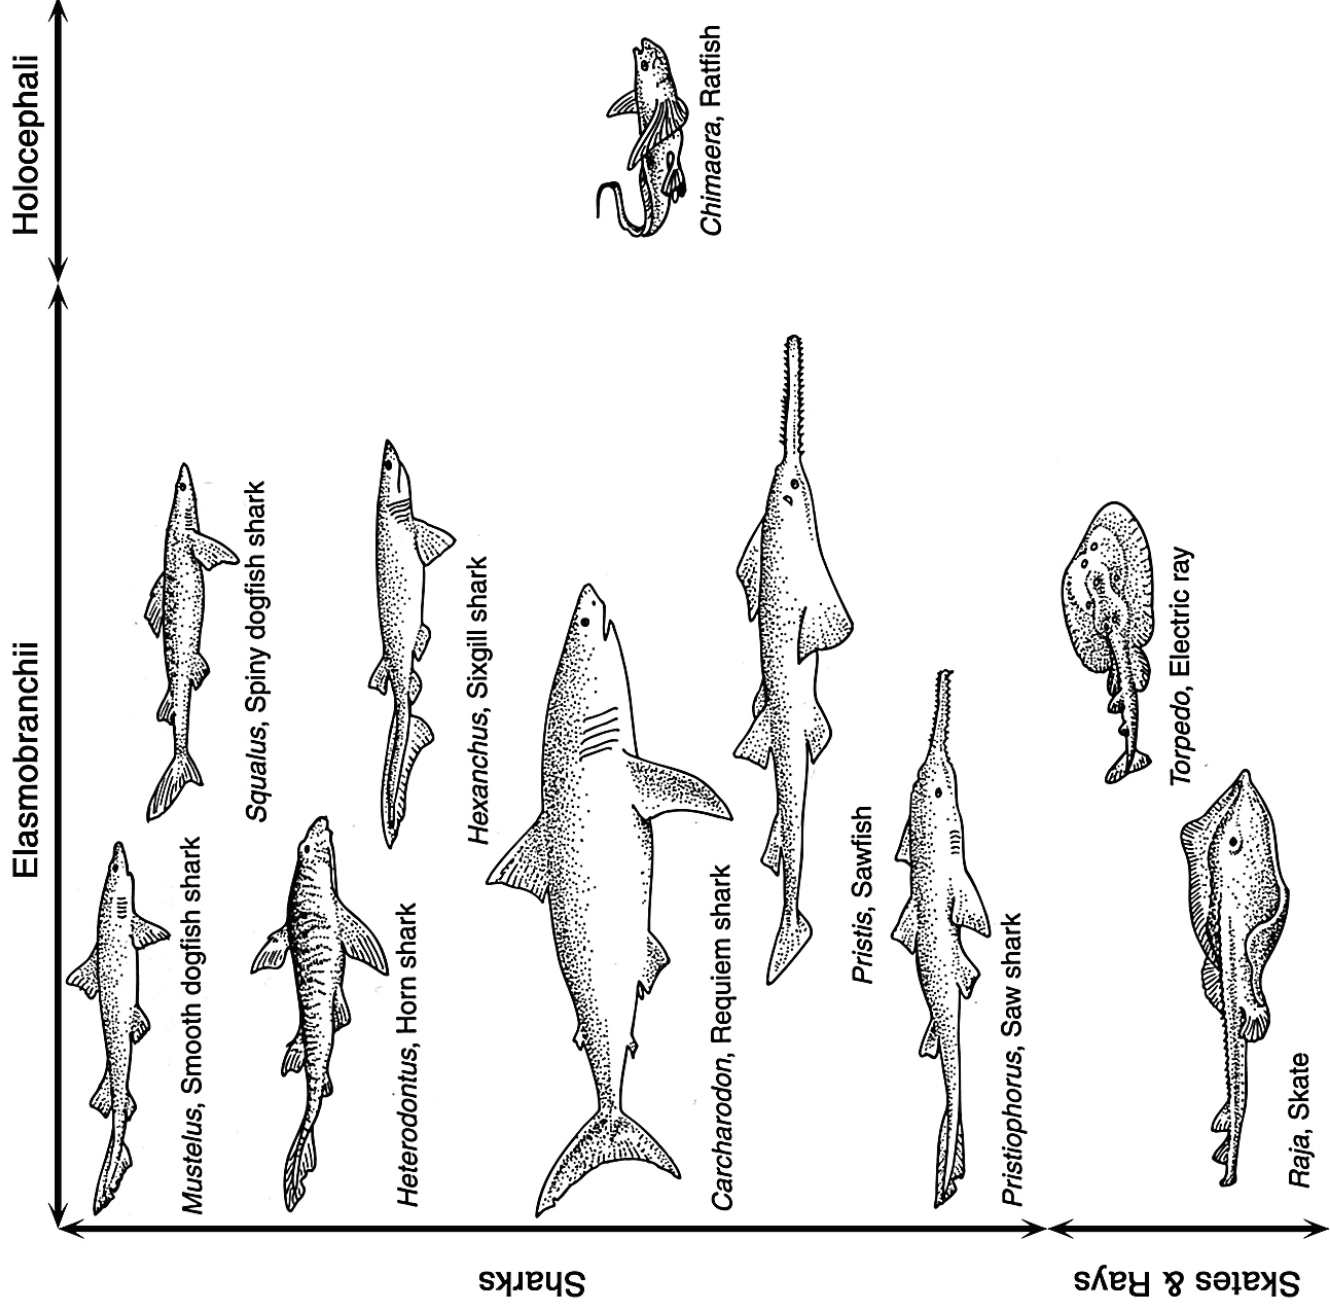 Elasmobranchii
Holocephali
Sharks
Skates & Rays
Mustelus, Smooth dogfish shark
Squalus, Spiny dogfish shark
Heterodontus, Horn shark
Hexanchus, Sixgill shark
Carcharodon, Requiem shark
Chimaera, Ratfish
Pristis, Sawfish
Pristiophorus, Saw shark
Torpedo, Electric ray
Raja, Skate